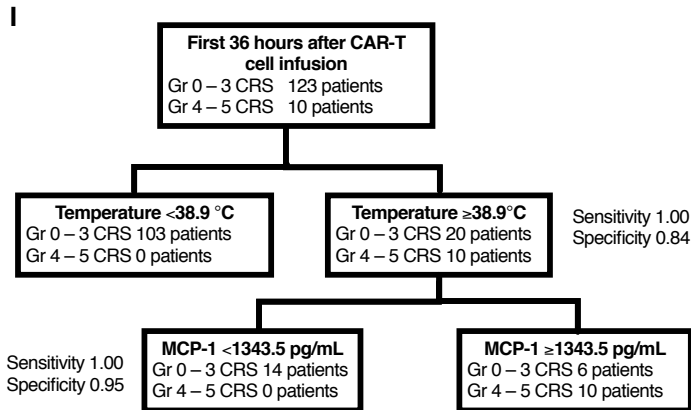 I
First 36 hours after CAR-T
cell infusion
Gr 0 – 3 CRS 123 patients
Gr 4 – 5 CRS 10 patients
Temperature <38.9 °C
Gr 0 – 3 CRS 103 patients
Gr 4 – 5 CRS 0 patients
Temperature ≥38.9°C
Gr 0 – 3 CRS 20 patients
Gr 4 – 5 CRS 10 patients
Sensitivity 1.00
Specificity 0.84
Sensitivity 1.00
Specificity 0.95
MCP-1 <1343.5 pg/mL
Gr 0 – 3 CRS 14 patients
Gr 4 – 5 CRS 0 patients
MCP-1 ≥1343.5 pg/mL
Gr 0 – 3 CRS 6 patients
Gr 4 – 5 CRS 10 patients